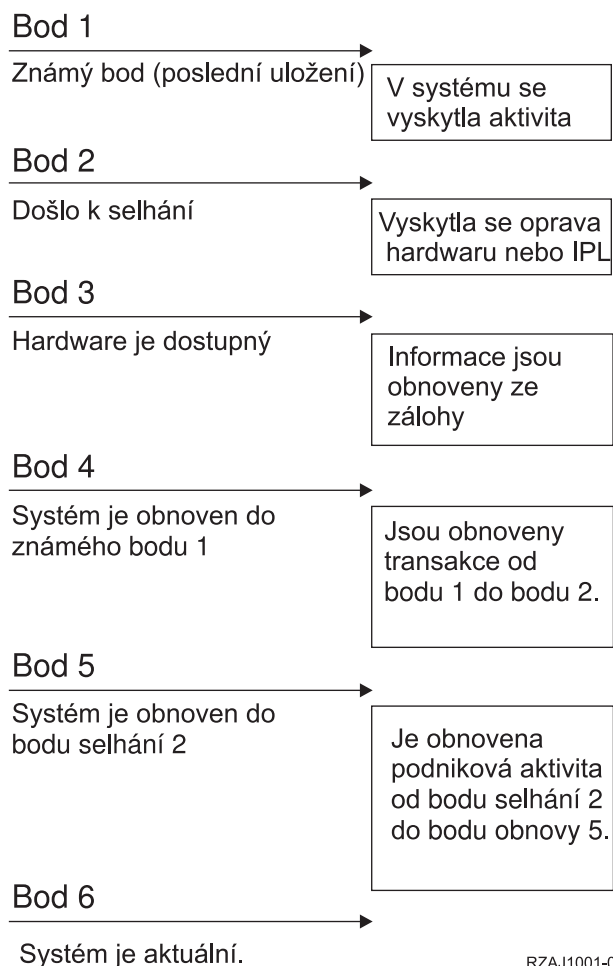 Bod 1
Známý bod (poslední uložení)
V systému se
vyskytla aktivita
Bod 2
Došlo k selhání
Vyskytla se oprava
hardwaru nebo IPL
Bod 3
Hardware je dostupný
Informace jsou
obnoveny ze
zálohy
Bod 4
Systém je obnoven do
známého bodu 1
Jsou obnoveny
transakce od
bodu 1 do bodu 2.
Bod 5
Systém je obnoven do
bodu selhání 2
Je obnovena
podniková aktivita
od bodu selhání 2
do bodu obnovy 5.
Bod 6
Systém je aktuální.
RZAJ1001-0